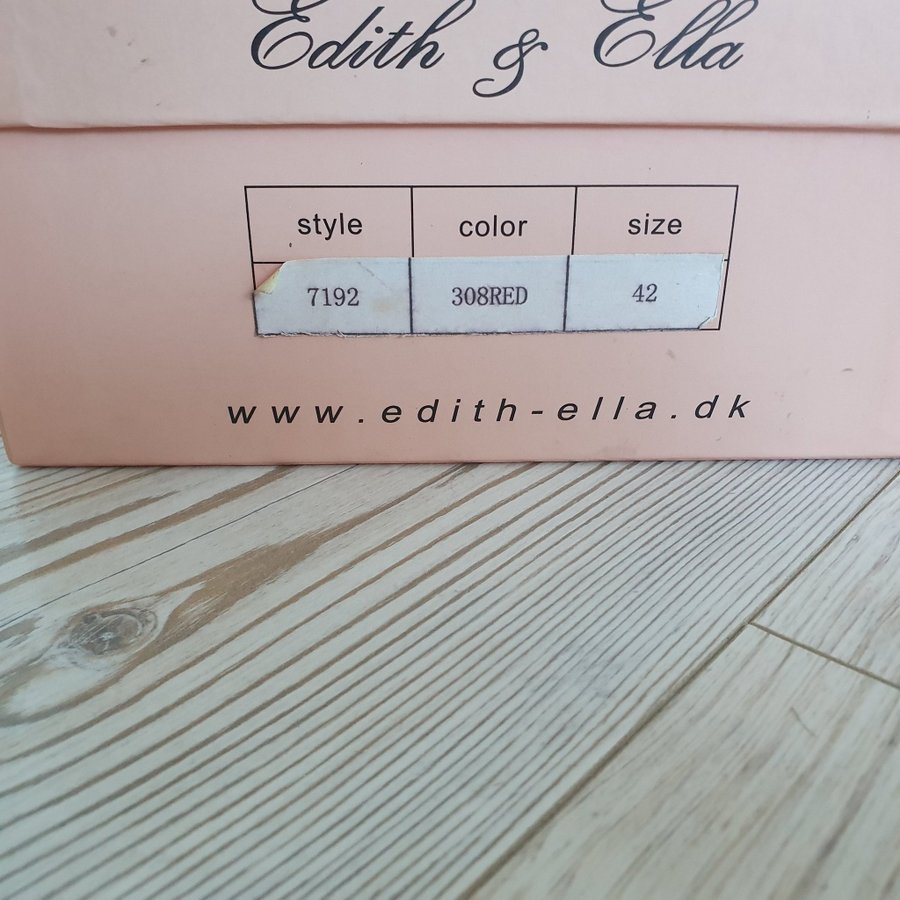 Edith & Ella
style color size
7192 308RED 42
www.edith-ella.dk